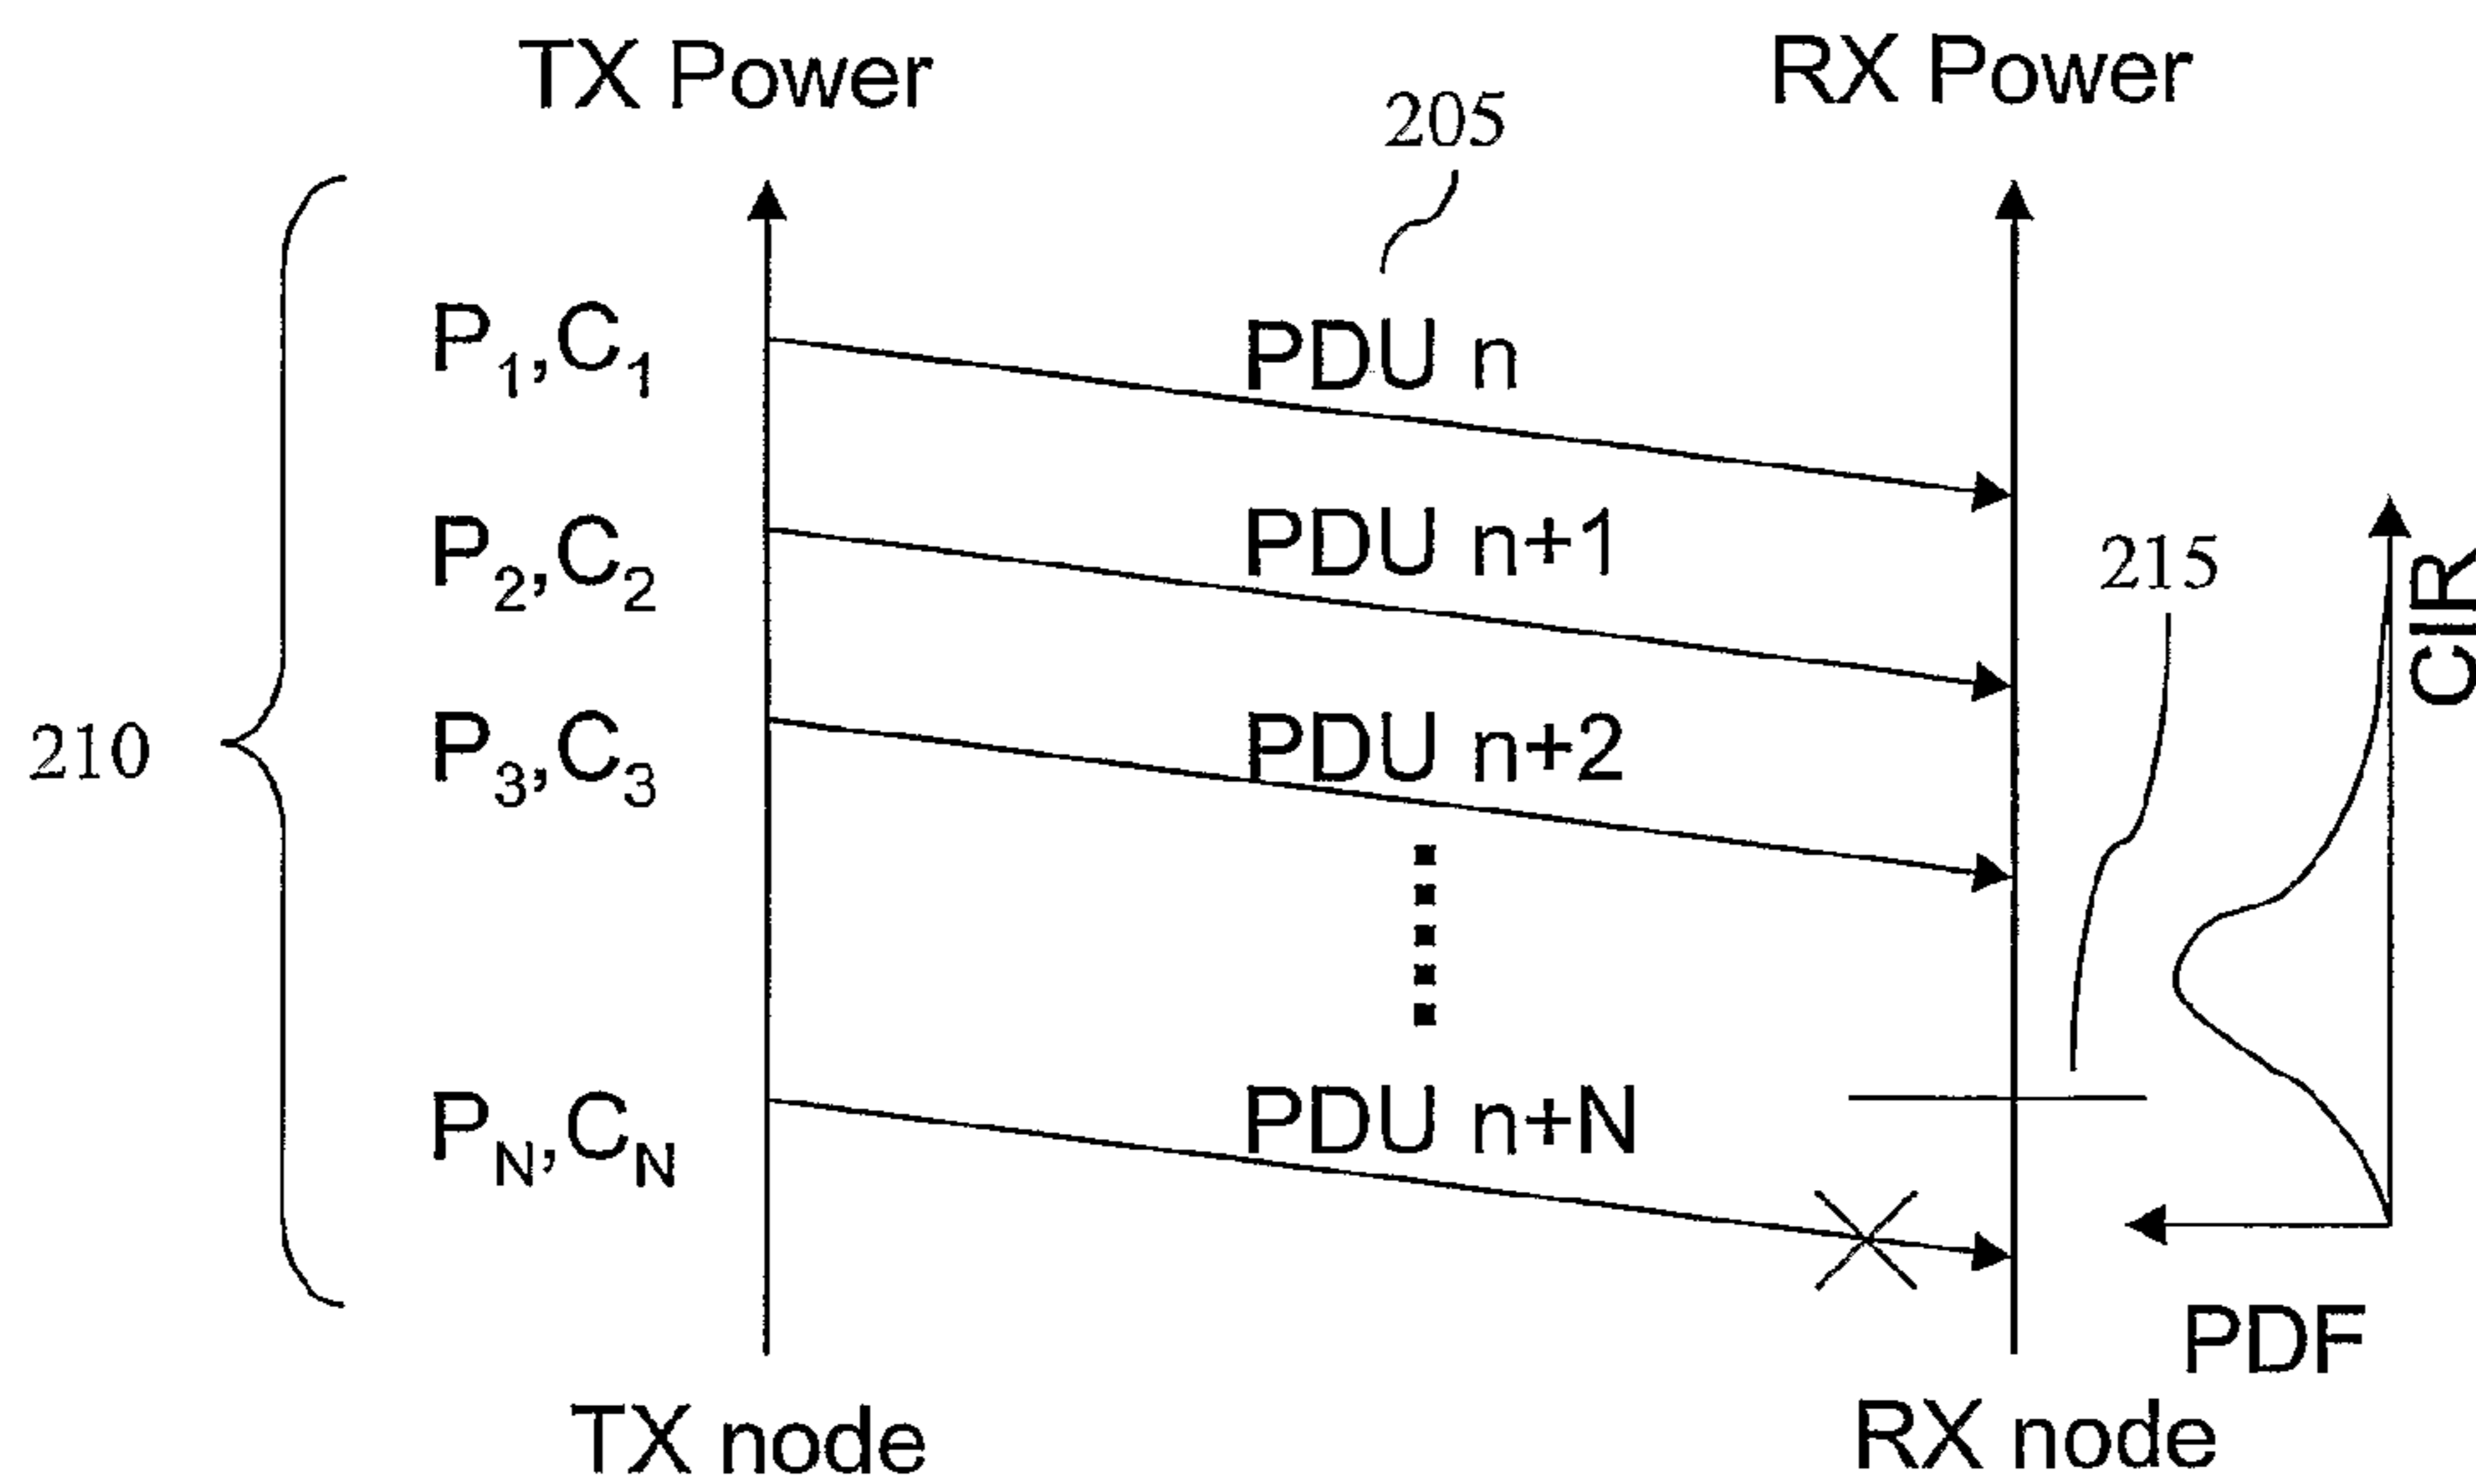 TX Power
RX Power
205
P1,C1
PDU n
P2,C2
PDU n+1
215
CIR
210
P3,C3
PDU n+2
PN,CN
PDU n+N
PDF
TX node
RX node